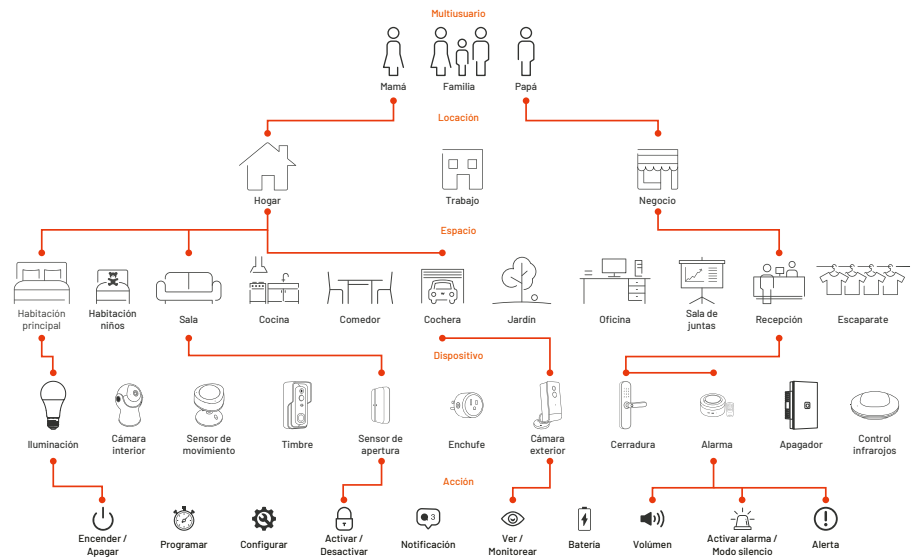 Multiusuario
Mamá
Familia
Papá
Locación
Hogar
Trabajo
Negocio
Espacio
Habitación
principal
Habitación
niños
Sala
Cocina
Comedor
Cochera
Jardín
Oficina
Sala de
juntas
Recepción
Escaparate
Dispositivo
Iluminación
Cámara
interior
Sensor de
movimiento
Timbre
Sensor de
apertura
Enchufe
Cámara
exterior
Cerradura
Alarma
Apagador
Control
infrarojos
Acción
3
Encender /
Apagar
Programar
Configurar
Activar /
Desactivar
Notificación
Ver /
Monitorear
Batería
Volúmen
Activar alarma /
Modo silencio
Alerta